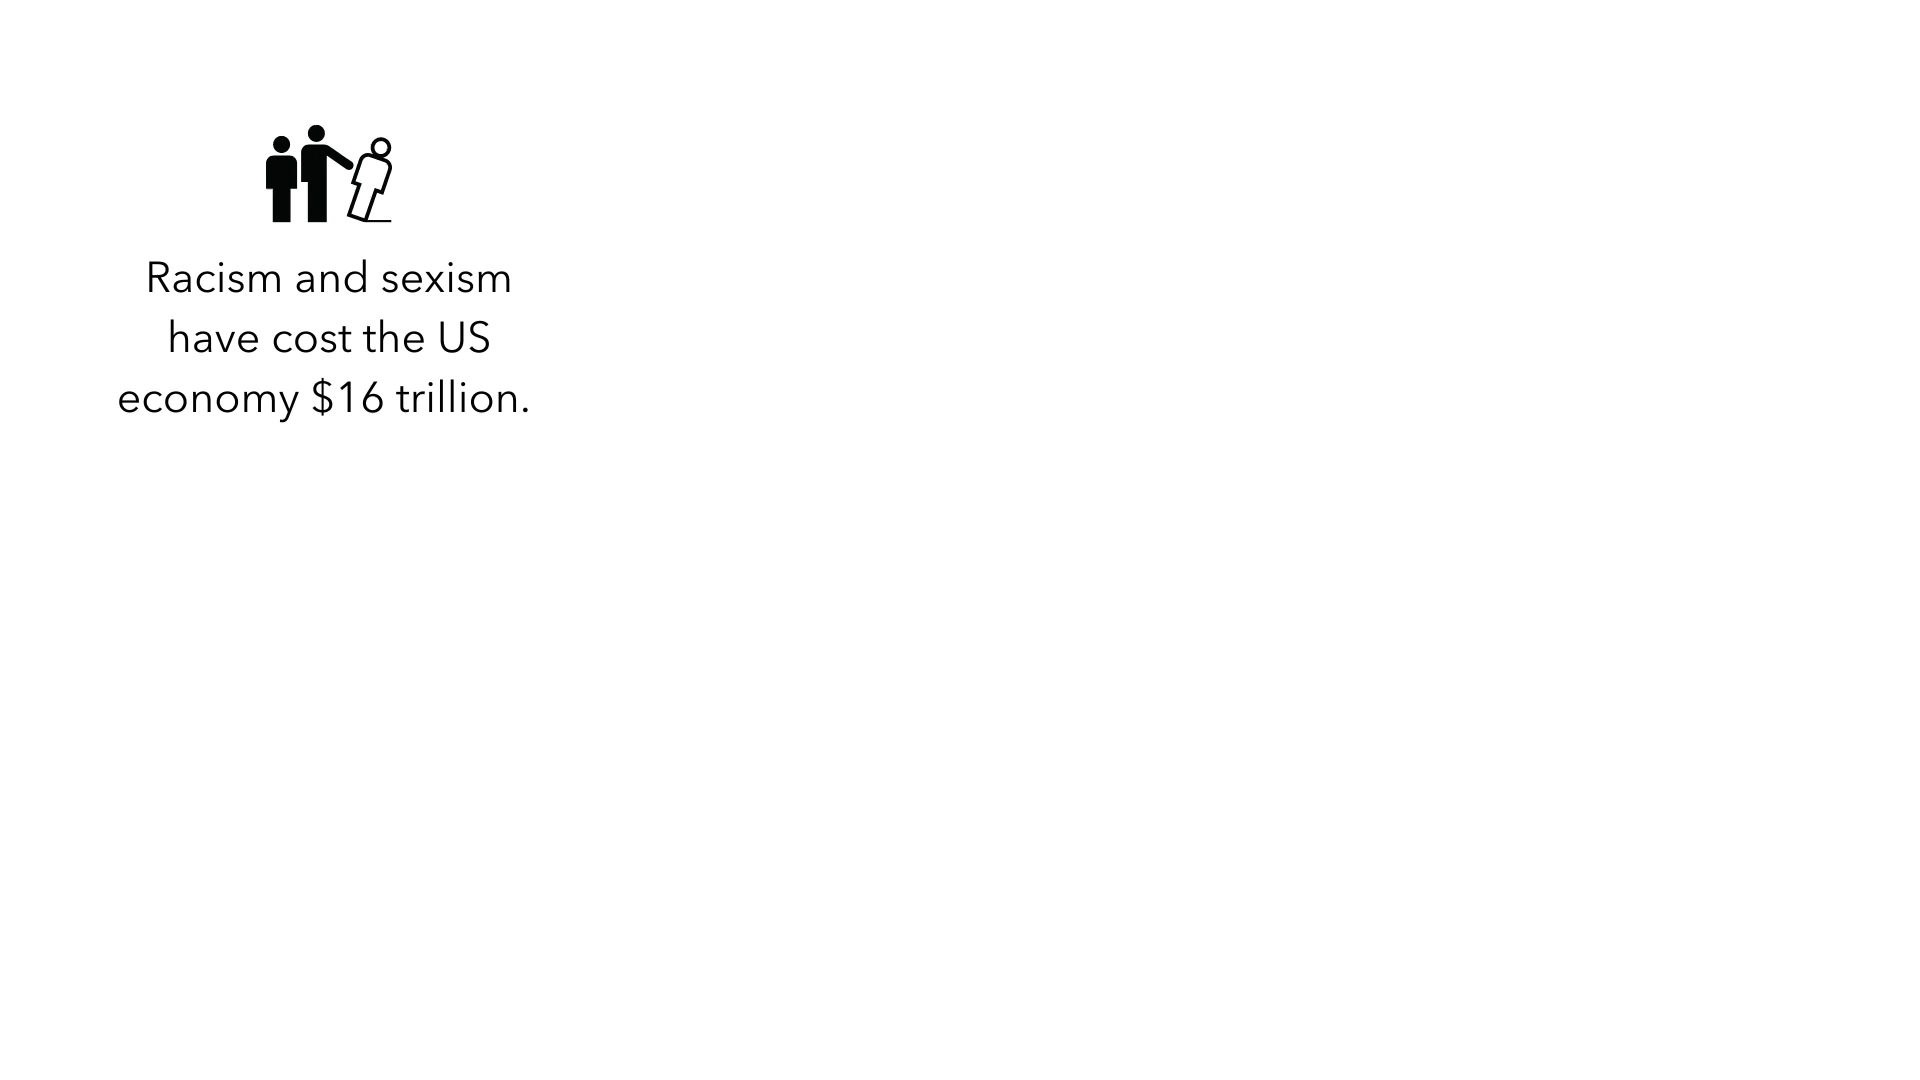 Racism and sexism
have cost the US
economy $16 trillion.